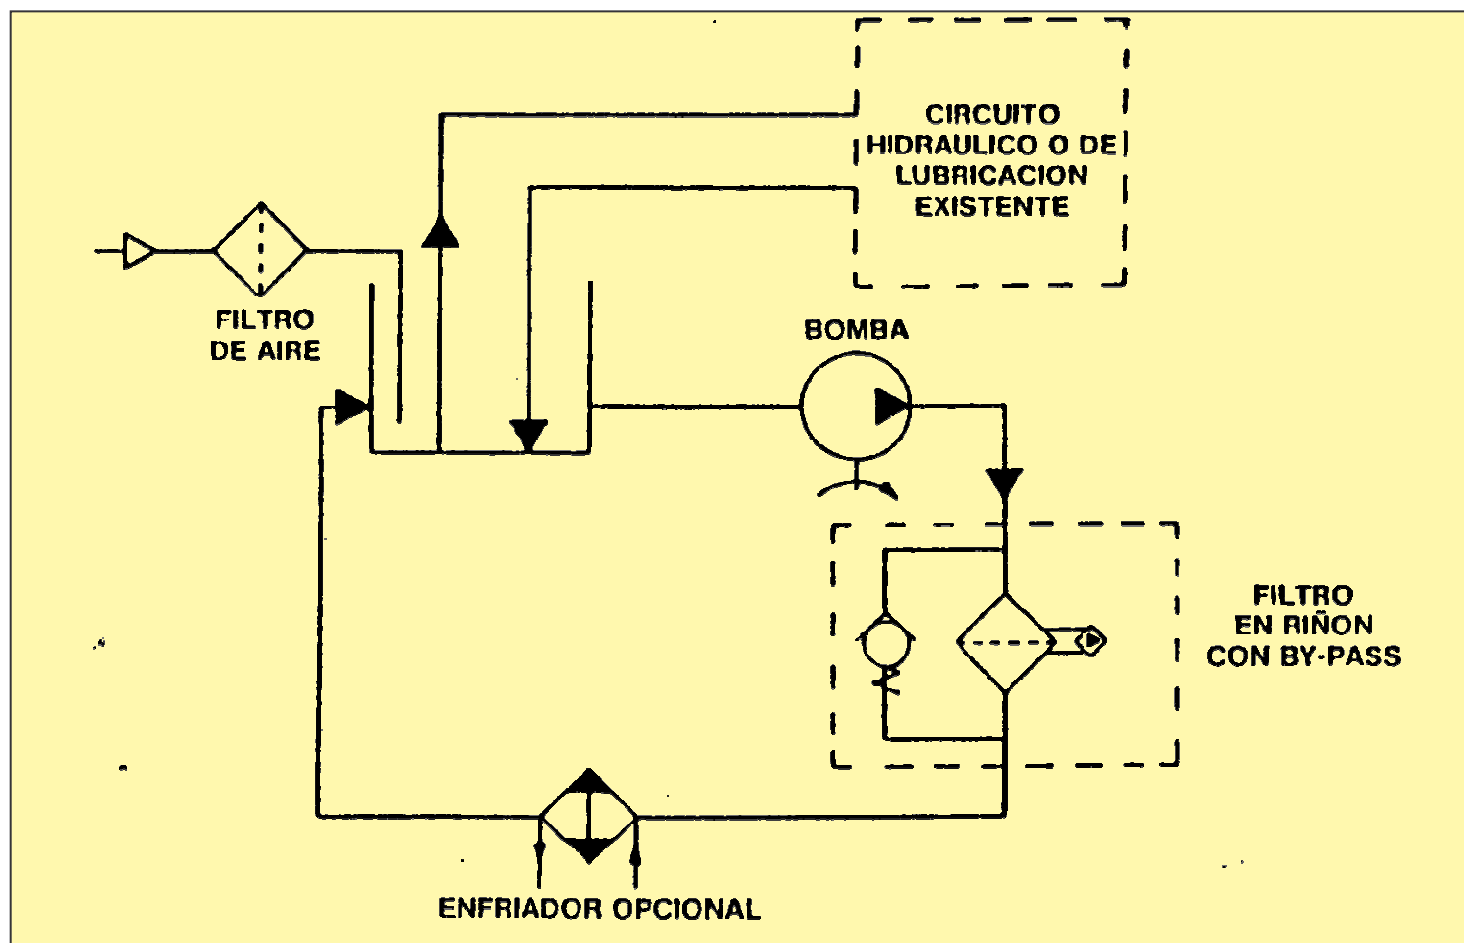 CIRCUITO
HIDRAULICO O DE
LUBRICACION
EXISTENTE
FILTRO
DE AIRE
BOMBA
FILTRO
EN RIÑON
CON BY-PASS
ENFRIADOR OPCIONAL